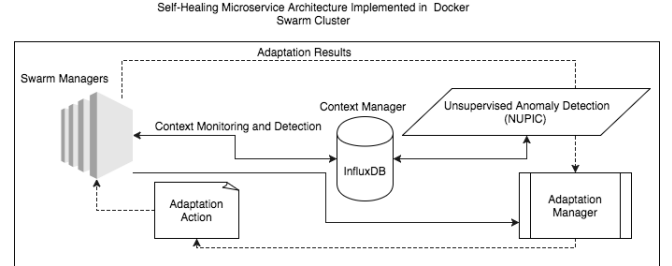 Self-Healing Microservice Architecture Implemented in Docker
Swarm Cluster
Adaptation Results
Swarm Managers
Context Manager
Unsupervised Anomaly Detection
(NUPIC)
Context Monitoring and Detection
InfluxDB
Adaptation
Action
Adaptation
Manager